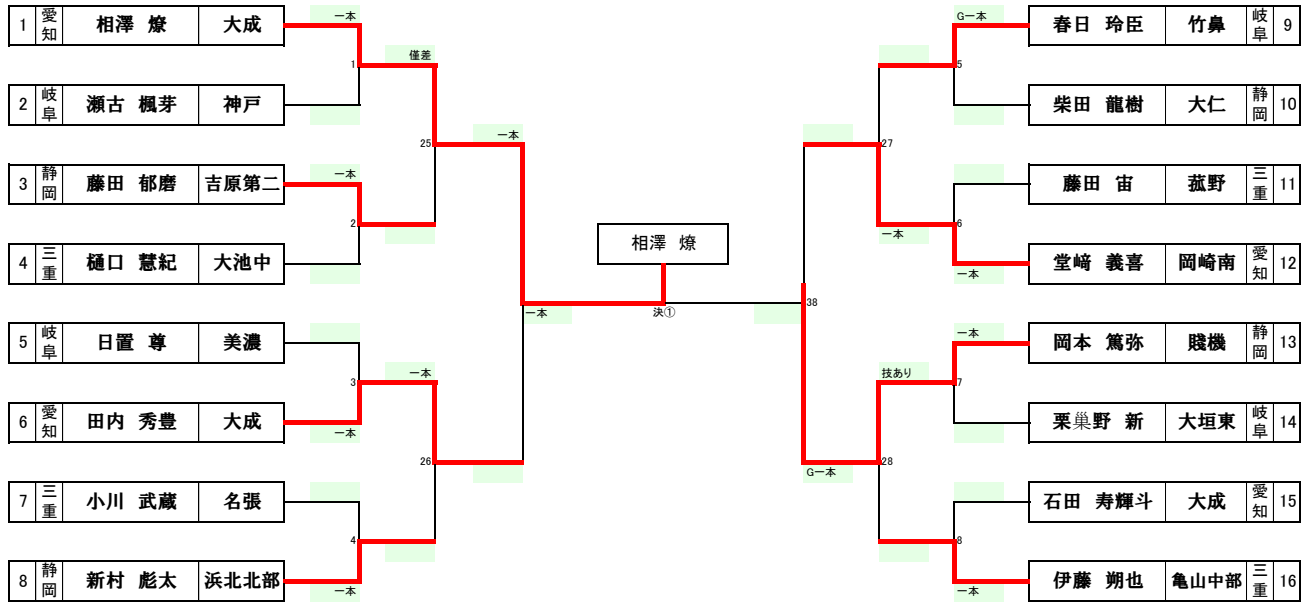 1 愛知 相澤 燎 大成
2 岐阜 瀬古 楓芽 神戸
3 静岡 藤田 郁磨 吉原第二
4 三重 樋口 慧紀 大池中
5 岐阜 日置 尊 美濃
6 愛知 田内 秀豊 大成
7 三重 小川 武蔵 名張
8 静岡 新村 彪太 浜北北部
一本
1
僅差
一本
2
25
一本
3
一本
一本
26
4
一本
一本
相澤 燎
決①
38
G一本
G一本
5
27
6
一本
一本
一本
技あり
7
28
8
一本
春日 玲臣 竹鼻 岐阜 9
柴田 龍樹 大仁 静岡 10
藤田 宙 菰野 三重 11
堂﨑 義喜 岡崎南 愛知 12
岡本 篤弥 賤機 静岡 13
栗巣野 新 大垣東 岐阜 14
石田 寿輝斗 大成 愛知 15
伊藤 朔也 亀山中部 三重 16